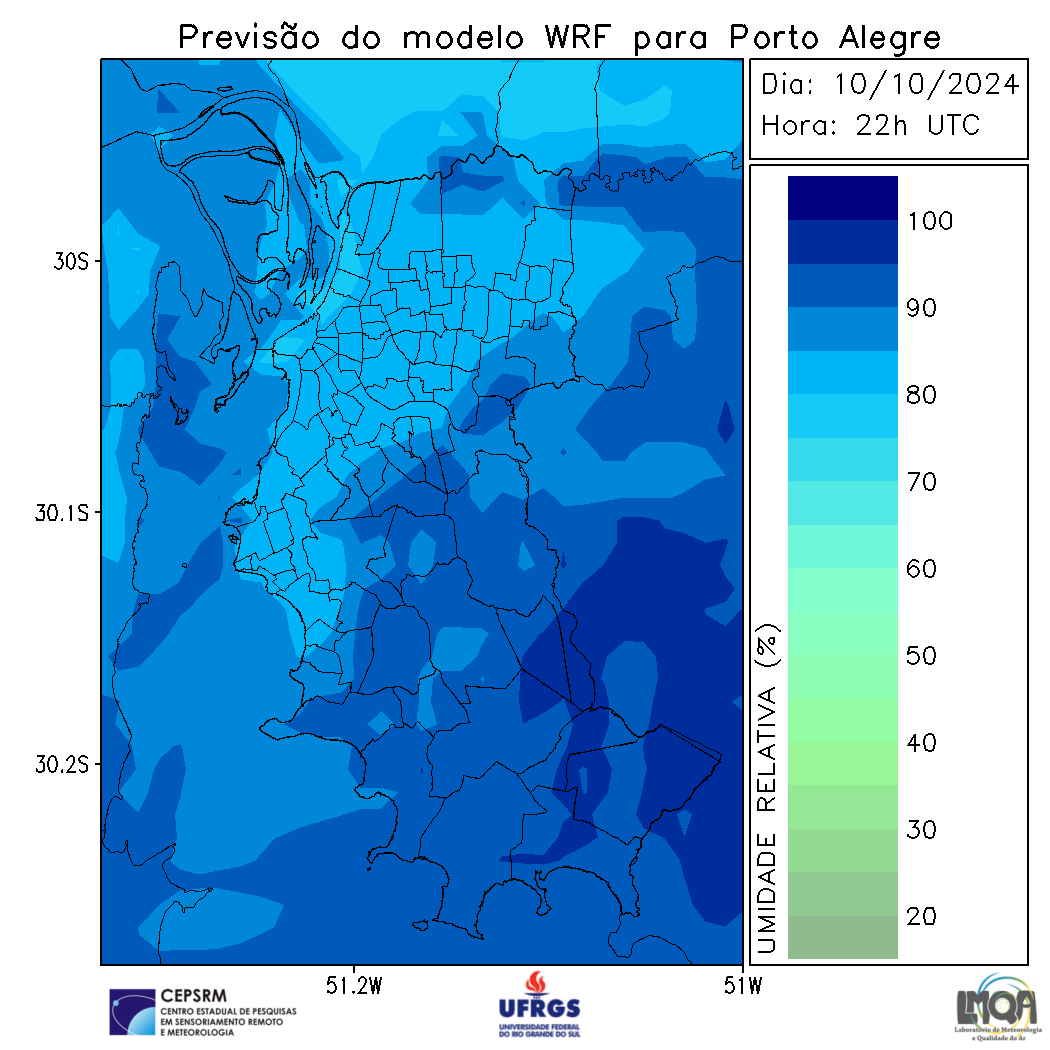 Previsão do modelo WRF para Porto Alegre
Dia: 10/10/2024
Hora: 22h UTC
30S
30.1S
30.2S
51.2W
51W
100
90
80
70
60
50
40
30
20
UMIDADE RELATIVA (%)
CEPSRM
CENTRO ESTADUAL DE PESQUISAS
EM SENSORIAMENTO REMOTO
E METEOROLOGIA
UFRGS
UNIVERSIDADE FEDERAL
DO RIO GRANDE DO SUL
LMQA
Laboratório de Meteorologia
e Qualidade do Ar